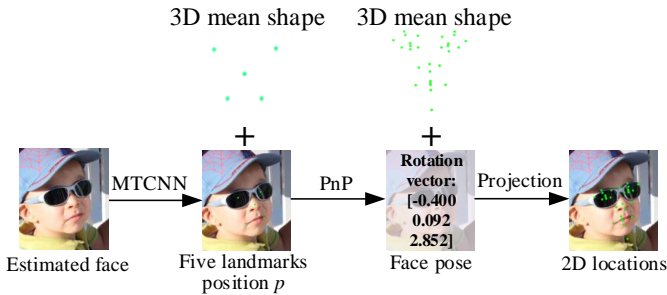 3D mean shape
3D mean shape
+
+
MTCNN
PnP
Rotation
vector:
[-0.400
0.092
2.852]
Projection
Estimated face
Five landmarks
position p
Face pose
2D locations